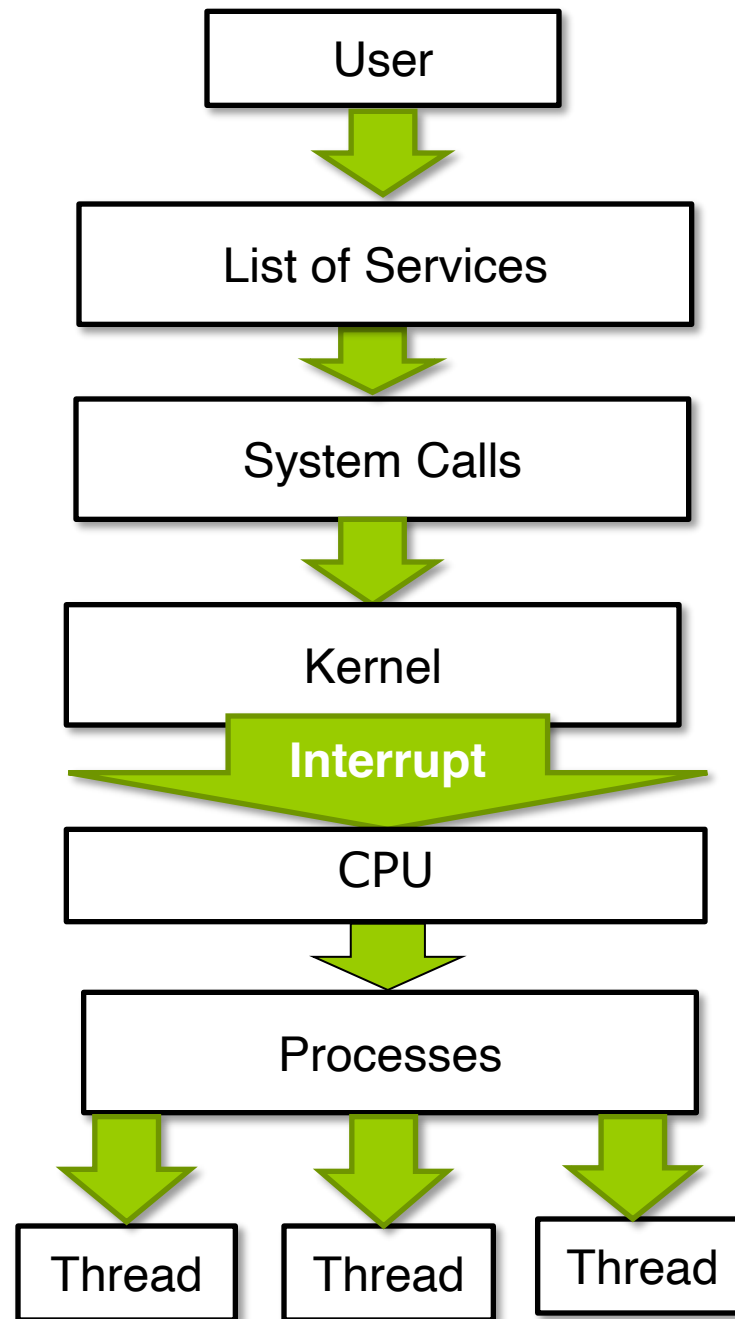 User
List of Services
System Calls
Kernel
Interrupt
CPU
Processes
Thread
Thread
Thread